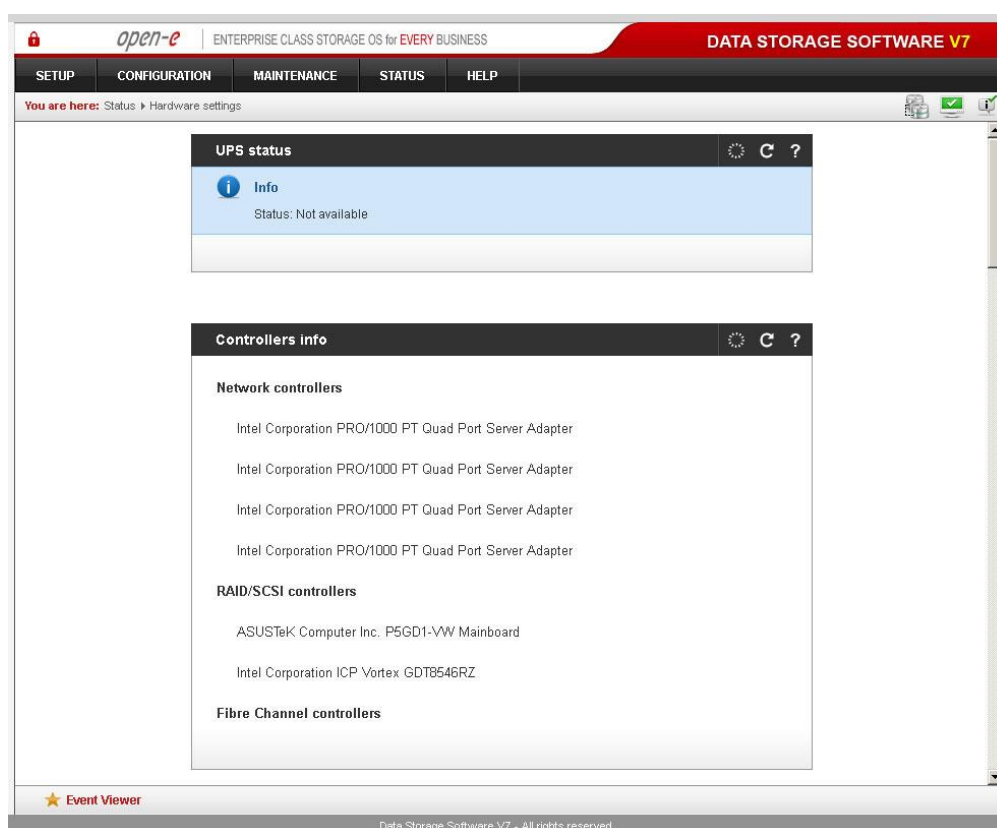 open-e ENTERPRISE CLASS STORAGE OS for EVERY BUSINESS DATA STORAGE SOFTWARE V7
SETUP CONFIGURATION MAINTENANCE STATUS HELP
You are here: Status Hardware settings
UPS status C ?
i Info
Status: Not available
Controllers info C ?
Network controllers
Intel Corporation PRO/1000 PT Quad Port Server Adapter
Intel Corporation PRO/1000 PT Quad Port Server Adapter
Intel Corporation PRO/1000 PT Quad Port Server Adapter
Intel Corporation PRO/1000 PT Quad Port Server Adapter
RAID/SCSI controllers
ASUSTeK Computer Inc. P5GD1-VW Mainboard
Intel Corporation ICP Vortex GDT8546RZ
Fibre Channel controllers
Event Viewer
Data Storage Software V7 - All rights reserved